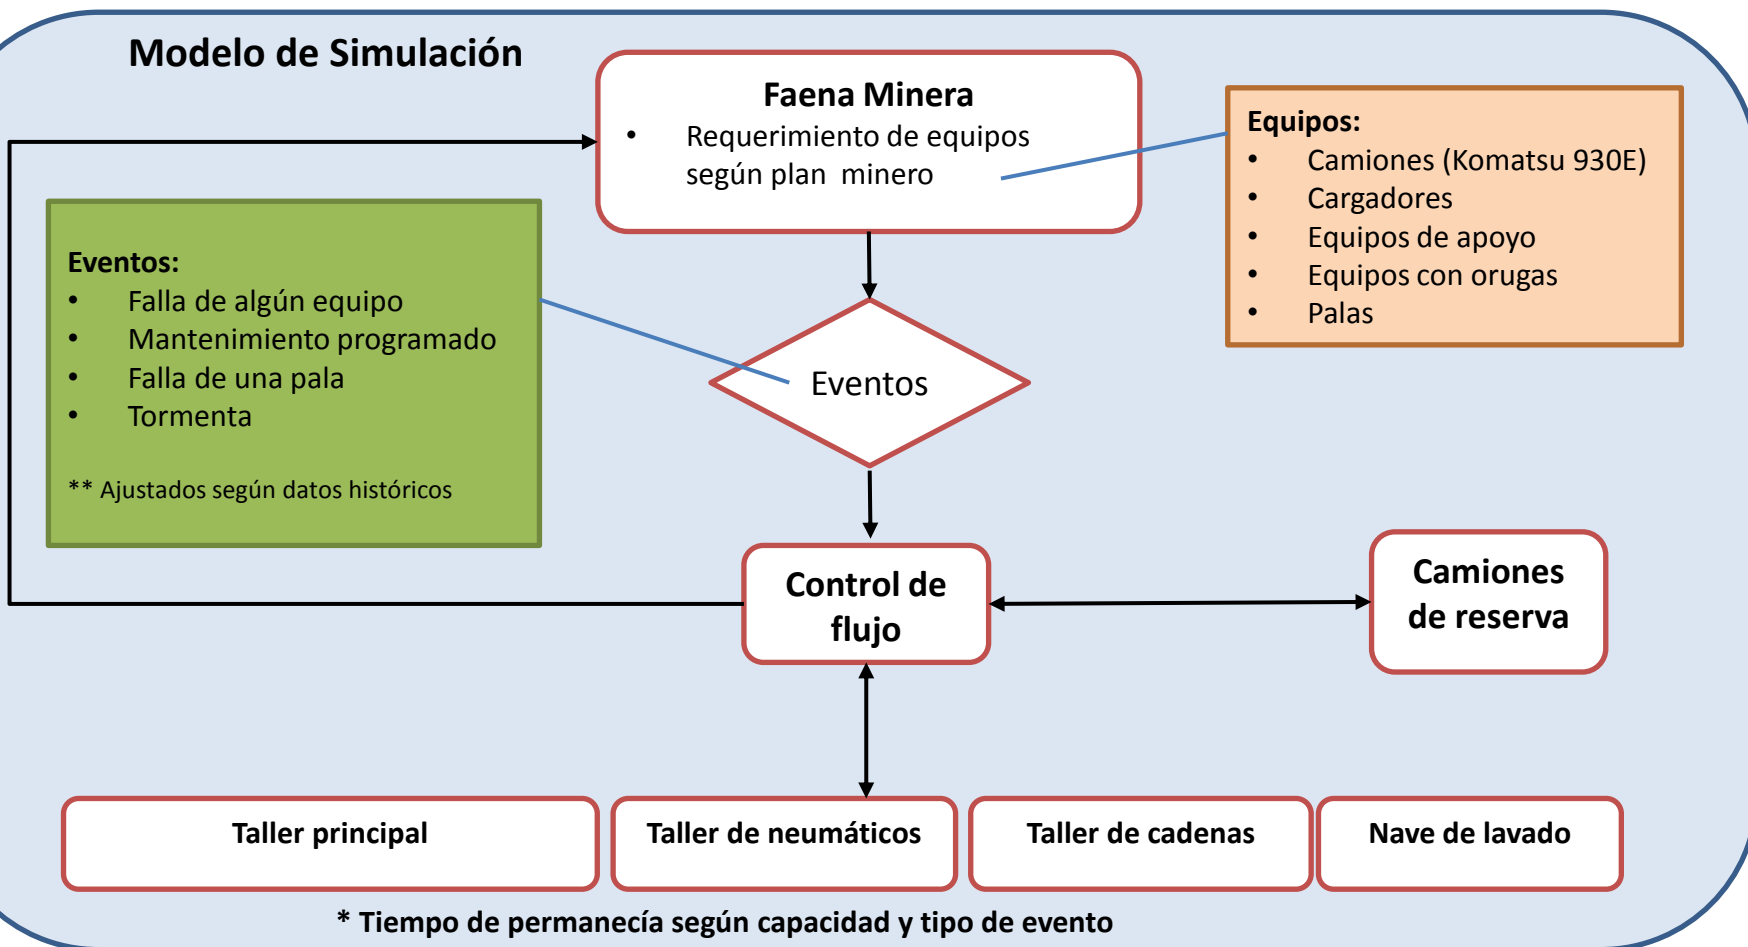 Modelo de Simulación
Faena Minera
• Requerimiento de equipos
según plan minero
Equipos:
• Camiones (Komatsu 930E)
• Cargadores
• Equipos de apoyo
• Equipos con orugas
• Palas
Eventos:
• Falla de algún equipo
• Mantenimiento programado
• Falla de una pala
• Tormenta
** Ajustados según datos históricos
Eventos
Control de
flujo
Camiones
de reserva
Taller principal
Taller de neumáticos
Taller de cadenas
Nave de lavado
* Tiempo de permanecía según capacidad y tipo de evento